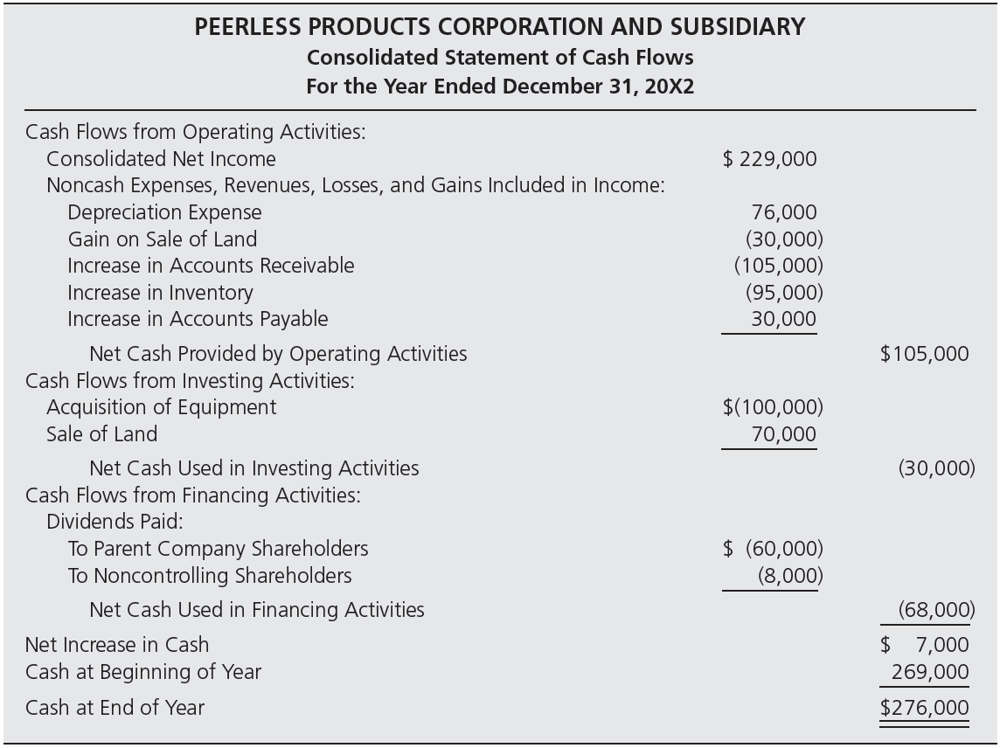 PEERLESS PRODUCTS CORPORATION AND SUBSIDIARY
Consolidated Statement of Cash Flows
For the Year Ended December 31, 20X2
Cash Flows from Operating Activities:
Consolidated Net Income $ 229,000
Noncash Expenses, Revenues, Losses, and Gains Included in Income:
Depreciation Expense 76,000
Gain on Sale of Land (30,000)
Increase in Accounts Receivable (105,000)
Increase in Inventory (95,000)
Increase in Accounts Payable 30,000
Net Cash Provided by Operating Activities $105,000
Cash Flows from Investing Activities:
Acquisition of Equipment $(100,000)
Sale of Land 70,000
Net Cash Used in Investing Activities (30,000)
Cash Flows from Financing Activities:
Dividends Paid:
To Parent Company Shareholders $ (60,000)
To Noncontrolling Shareholders (8,000)
Net Cash Used in Financing Activities (68,000)
Net Increase in Cash $ 7,000
Cash at Beginning of Year 269,000
Cash at End of Year $276,000